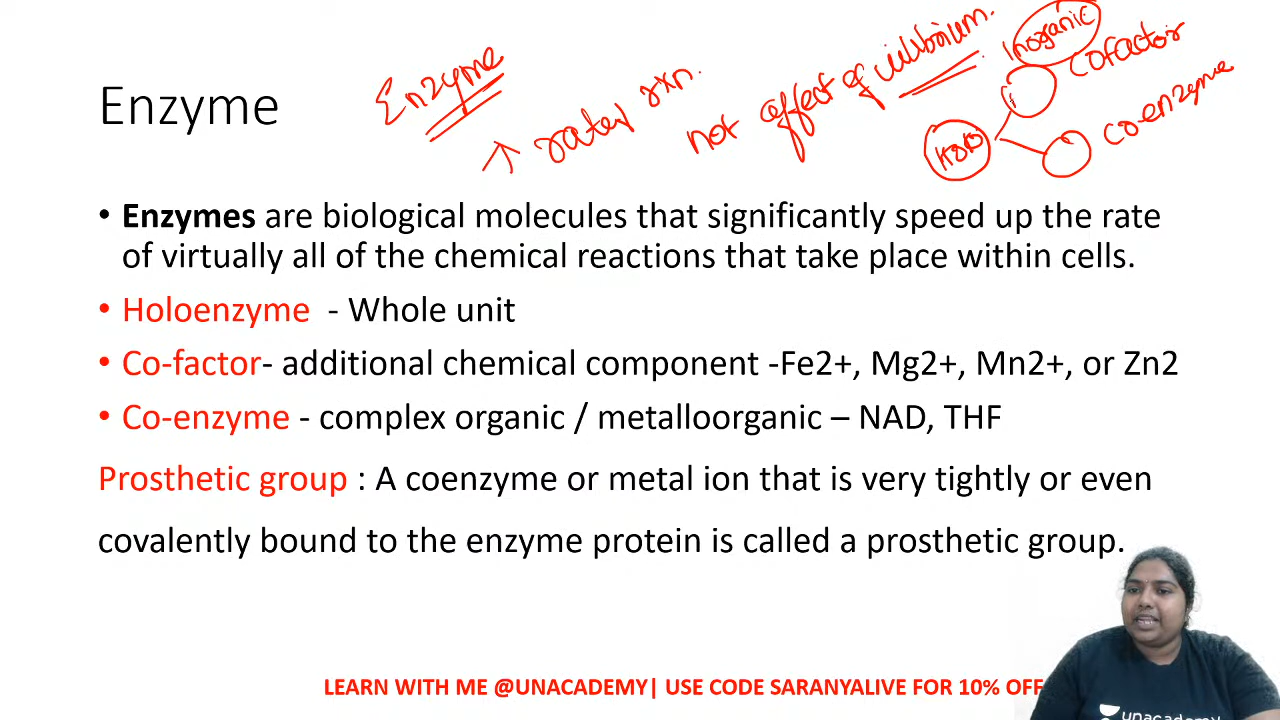 Enzyme
Enzyme
↑ rate of rxn.
not affect eq
Inorganic
cofactor
Holo
coenzyme
• Enzymes are biological molecules that significantly speed up the rate
of virtually all of the chemical reactions that take place within cells.
• Holoenzyme - Whole unit
• Co-factor- additional chemical component -Fe2+, Mg2+, Mn2+, or Zn2
• Co-enzyme - complex organic / metalloorganic – NAD, THF
Prosthetic group : A coenzyme or metal ion that is very tightly or even
covalently bound to the enzyme protein is called a prosthetic group.
LEARN WITH ME @UNACADEMY| USE CODE SARANYALIVE FOR 10% OFF
unacademy